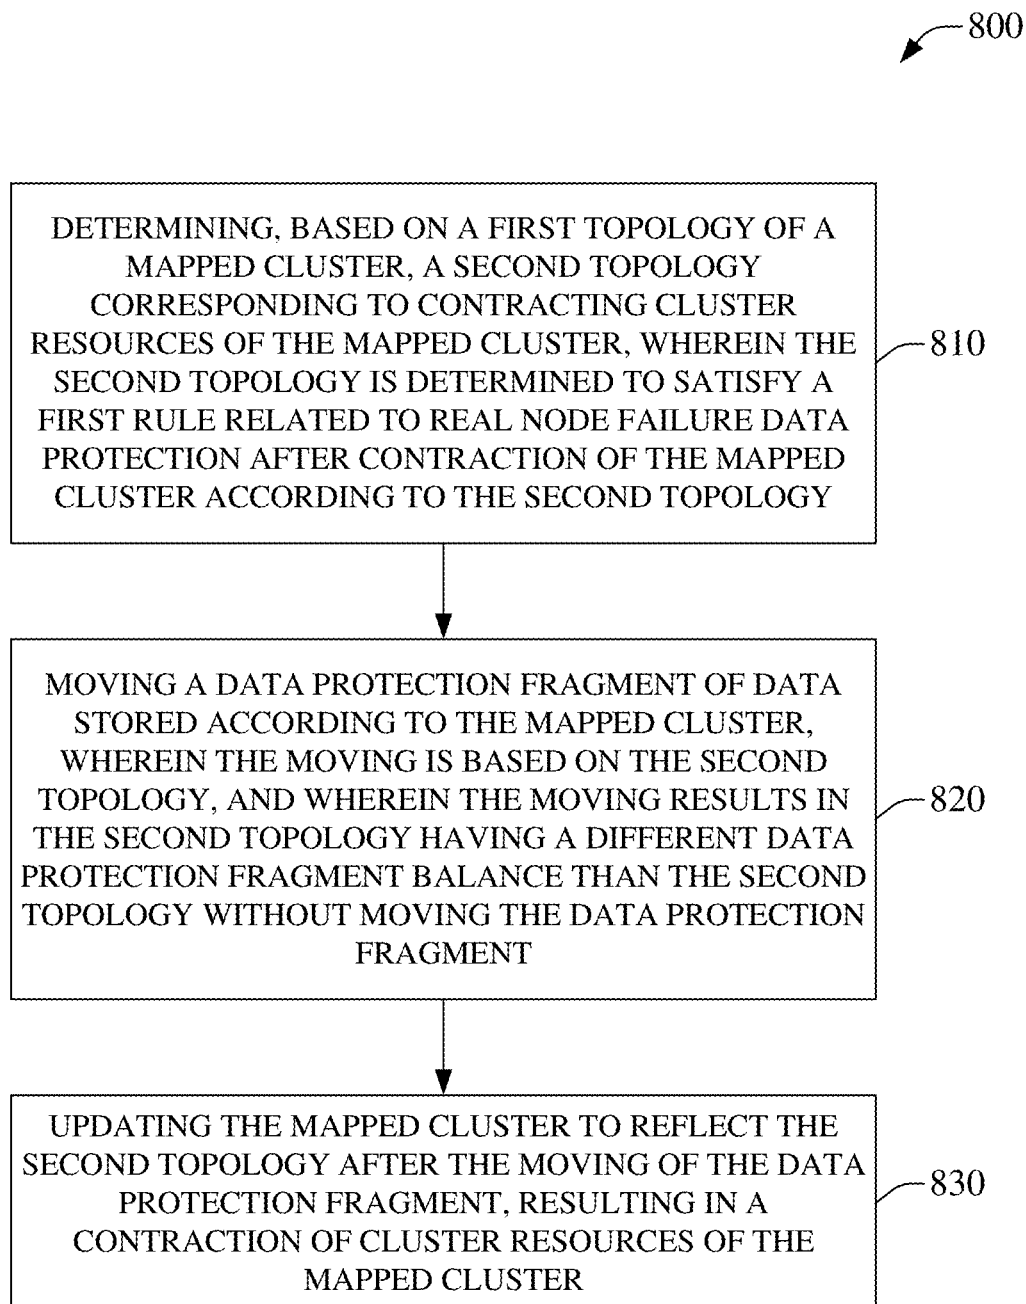 800
DETERMINING, BASED ON A FIRST TOPOLOGY OF A
MAPPED CLUSTER, A SECOND TOPOLOGY
CORRESPONDING TO CONTRACTING CLUSTER
RESOURCES OF THE MAPPED CLUSTER, WHEREIN THE
SECOND TOPOLOGY IS DETERMINED TO SATISFY A
FIRST RULE RELATED TO REAL NODE FAILURE DATA
PROTECTION AFTER CONTRACTION OF THE MAPPED
CLUSTER ACCORDING TO THE SECOND TOPOLOGY
810
MOVING A DATA PROTECTION FRAGMENT OF DATA
STORED ACCORDING TO THE MAPPED CLUSTER,
WHEREIN THE MOVING IS BASED ON THE SECOND
TOPOLOGY, AND WHEREIN THE MOVING RESULTS IN
THE SECOND TOPOLOGY HAVING A DIFFERENT DATA
PROTECTION FRAGMENT BALANCE THAN THE SECOND
TOPOLOGY WITHOUT MOVING THE DATA PROTECTION
FRAGMENT
820
UPDATING THE MAPPED CLUSTER TO REFLECT THE
SECOND TOPOLOGY AFTER THE MOVING OF THE DATA
PROTECTION FRAGMENT, RESULTING IN A
CONTRACTION OF CLUSTER RESOURCES OF THE
MAPPED CLUSTER
830